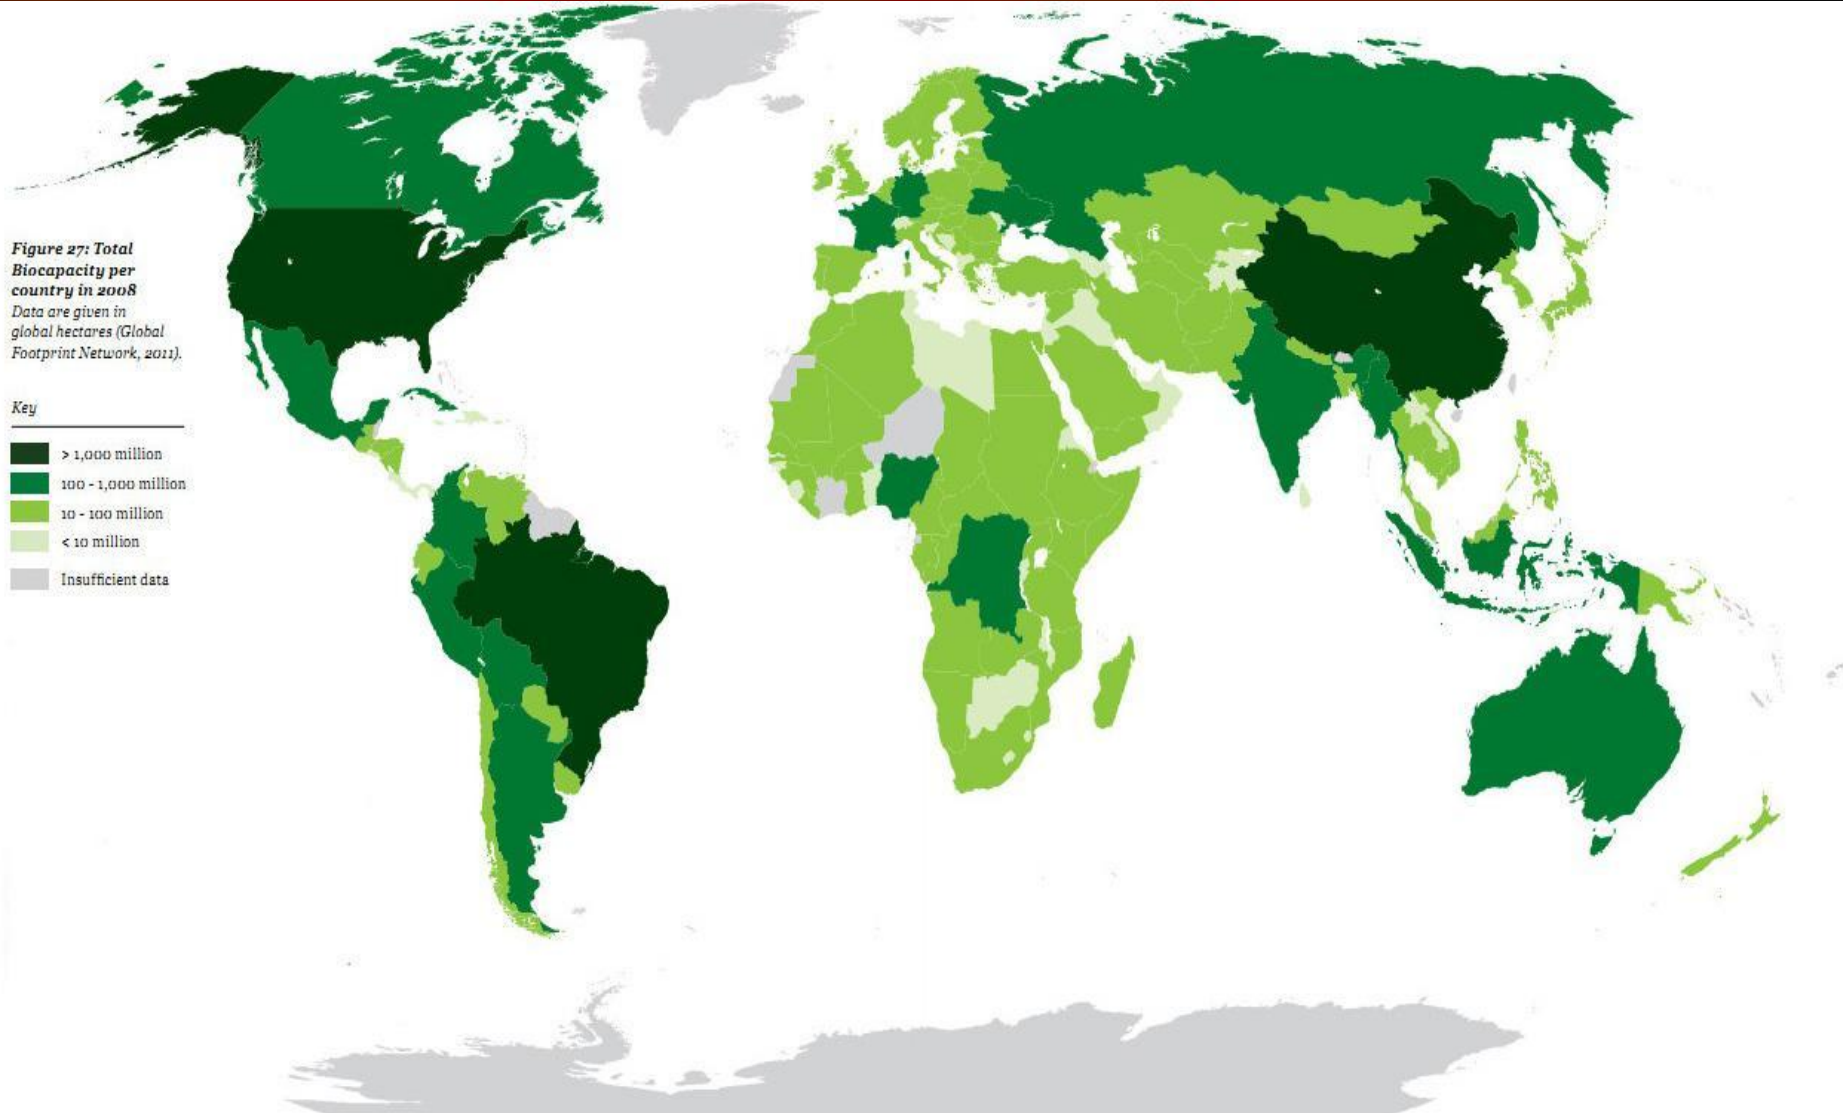 Figure 27: Total
Biocapacity per
country in 2008
Data are given in
global hectares (Global
Footprint Network, 2011).
Key
> 1,000 million
100 - 1,000 million
10 - 100 million
< 10 million
Insufficient data